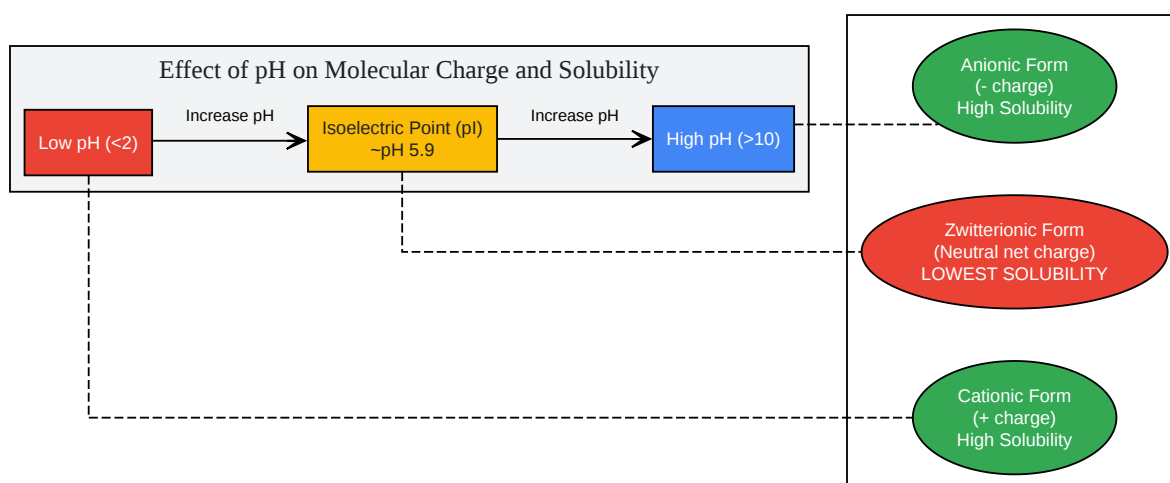 Effect of pH on Molecular Charge and Solubility
Low pH (<2)
Increase pH
Isoelectric Point (pI)
~pH 5.9
Increase pH
High pH (>10)
Anionic Form
(- charge)
High Solubility
Zwitterionic Form
(Neutral net charge)
LOWEST SOLUBILITY
Cationic Form
(+ charge)
High Solubility